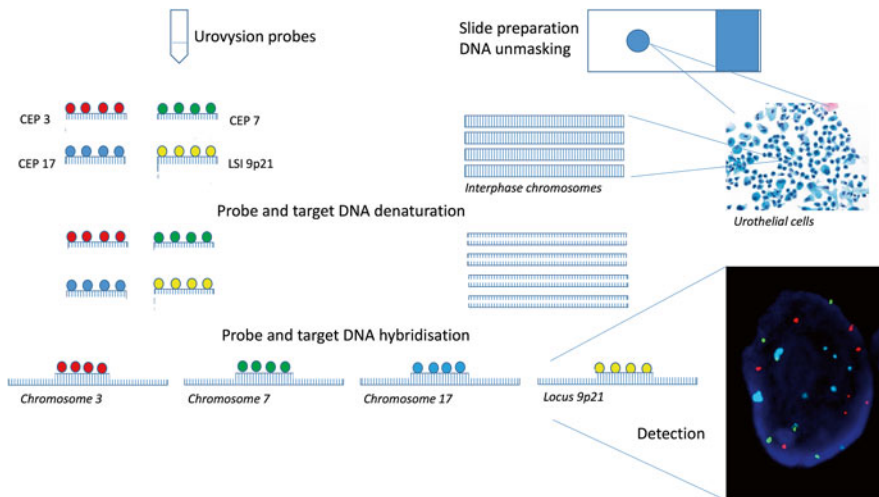 Urovysion probes
Slide preparation
DNA unmasking
CEP 3
CEP 7
CEP 17
LSI 9p21
Interphase chromosomes
Urothelial cells
Probe and target DNA denaturation
Probe and target DNA hybridisation
Chromosome 3
Chromosome 7
Chromosome 17
Locus 9p21
Detection